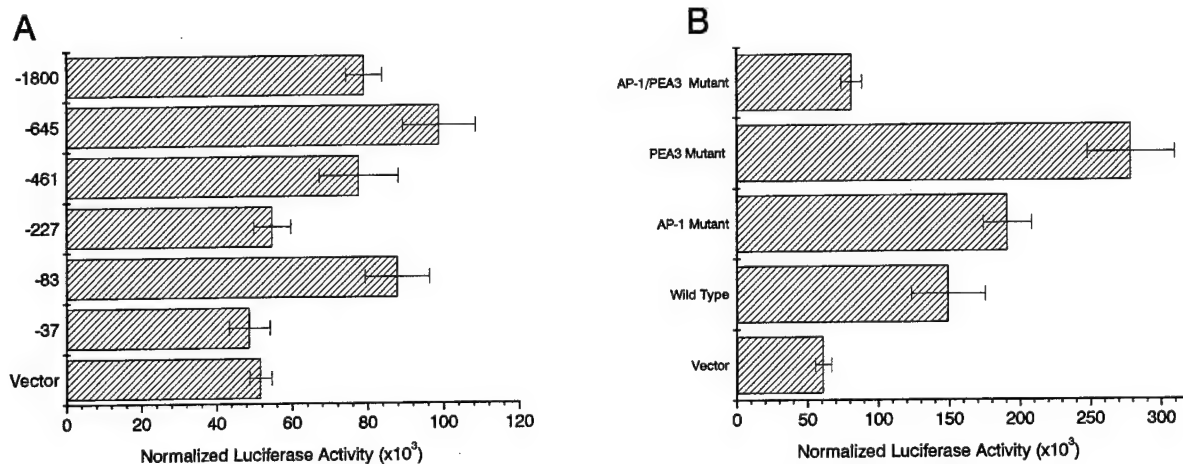 A
-1800
-645
-461
-227
-83
-37
Vector
0 20 40 60 80 100 120
Normalized Luciferase Activity (x10³)
B
AP-1/PEA3 Mutant
PEA3 Mutant
AP-1 Mutant
Wild Type
Vector
0 50 100 150 200 250 300
Normalized Luciferase Activity (x10³)